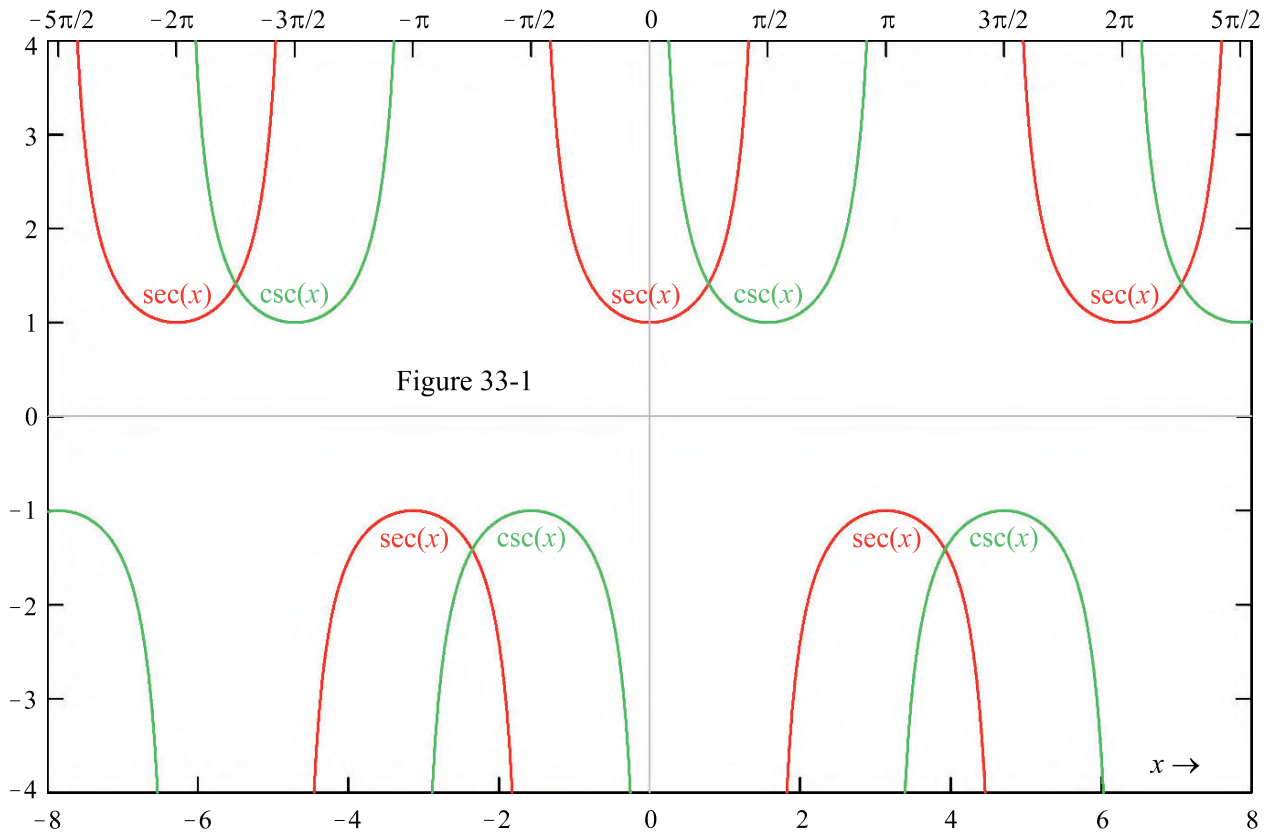 −5π/2 −2π −3π/2 −π −π/2 0 π/2 π 3π/2 2π 5π/2
4
3
2
sec(x) csc(x) sec(x) csc(x) sec(x)
1
Figure 33-1
0
−1
sec(x) csc(x) sec(x) csc(x)
−2
−3
x →
−4
−8 −6 −4 −2 0 2 4 6 8